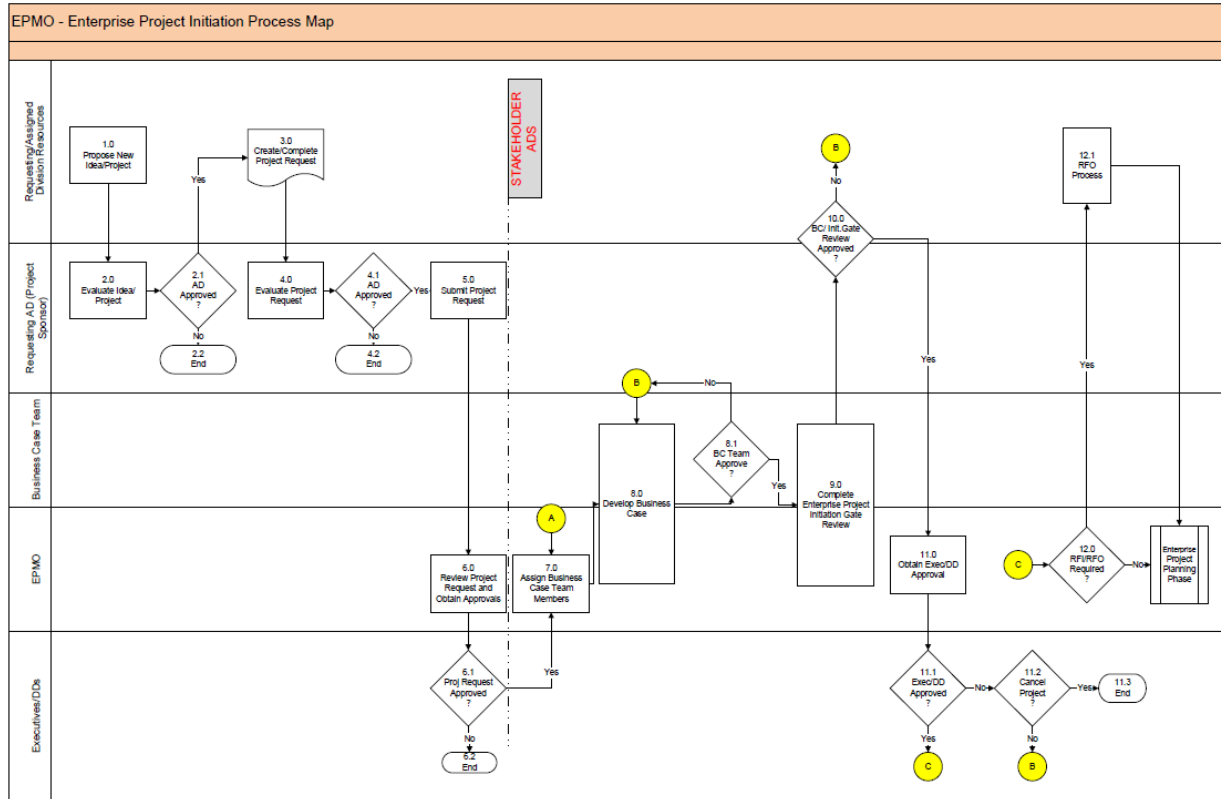 EPMO - Enterprise Project Initiation Process Map
Requesting/Assigned
Division Resources
1.0
Propose New
Idea/Project
3.0
Create/Complete
Project Request
Yes
STAKEHOLDER
ADS
B
No
10.0
BC/ Init.Gate
Review
Approved
?
12.1
RFO
Process
Requesting AD (Project
Sponsor)
2.0
Evaluate Idea/
Project
2.1
AD
Approved
?
No
2.2
End
4.0
Evaluate Project
Request
4.1
AD
Approved
?
Yes
No
4.2
End
5.0
Submit Project
Request
Yes
Yes
Business Case Team
B
No
8.0
Develop Business
Case
8.1
BC Team
Approve
?
Yes
9.0
Complete
Enterprise Project
Initiation Gate
Review
EPMO
6.0
Review Project
Request and
Obtain Approvals
A
7.0
Assign Business
Case Team
Members
11.0
Obtain Exec/DD
Approval
C
12.0
RFI/RFO
Required
?
No
Enterprise
Project
Planning
Phase
Executives/DDs
6.1
Proj Request
Approved
?
Yes
No
6.2
End
11.1
Exec/DD
Approved
?
No
Yes
C
11.2
Cancel
Project
?
Yes
No
B
11.3
End